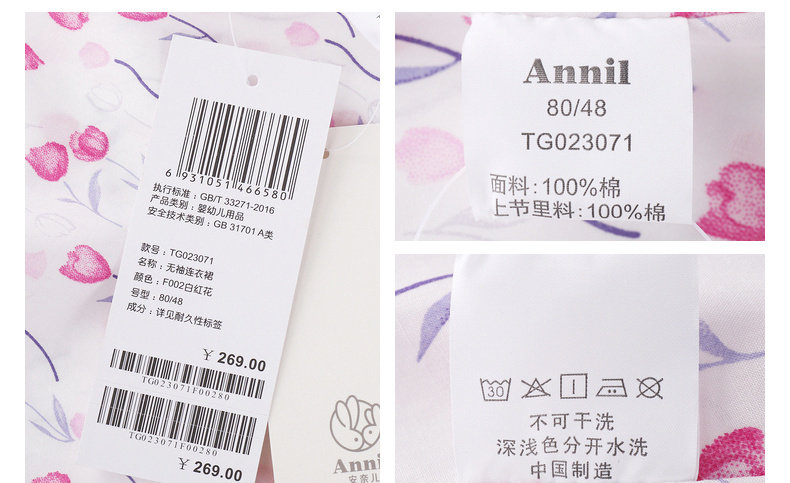 6 931051 466580
执行标准：GB/T 33271-2016
产品类别：婴幼儿用品
安全技术类别：GB 31701 A类
款号：TG023071
名称：无袖连衣裙
颜色：F002白红花
号型：80/48
成分：详见耐久性标签
￥ 269.00
TG023071F00280
TG023071F00280
￥ 269.00
Annil
安奈儿
Annil
80/48
TG023071
面料: 100%棉
上节里料: 100%棉
30
不可干洗
深浅色分开水洗
中国制造